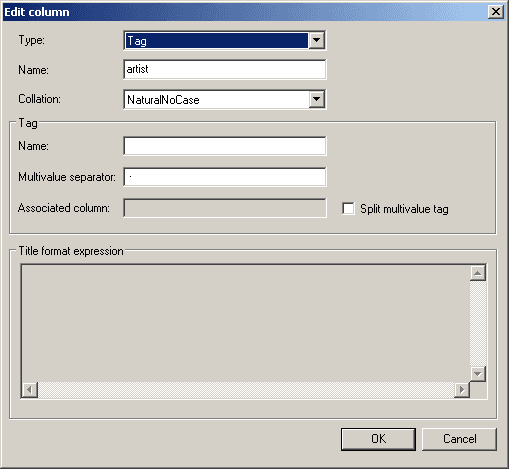 Edit column
Type: Tag
Name: artist
Collation: NaturalNoCase
Tag
Name:
Multivalue separator: ·
Associated column: Split multivalue tag
Title format expression
OK Cancel